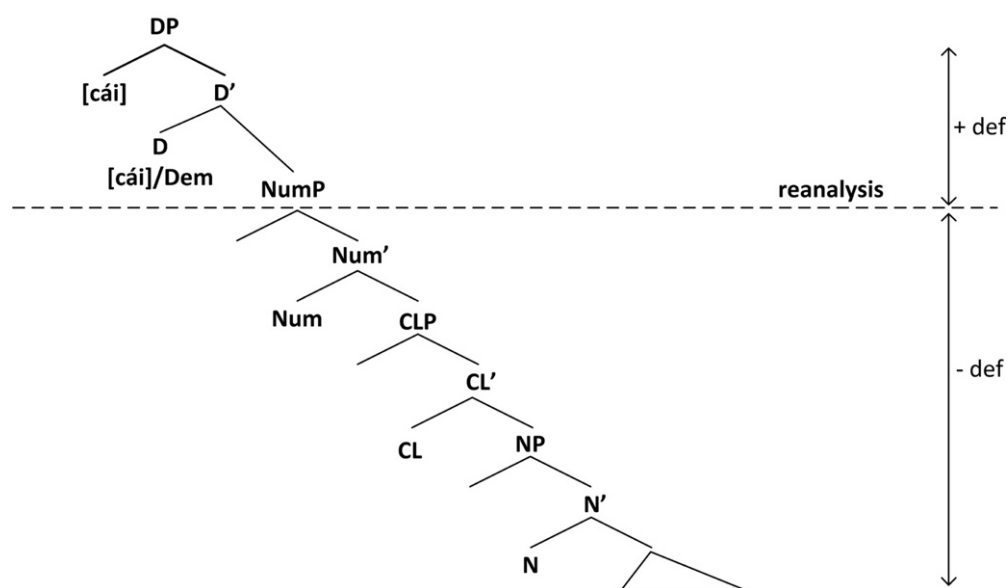 DP
[cái]
D’
+ def
D
[cái]/Dem
NumP
reanalysis
Num’
Num
CLP
- def
CL’
CL
NP
N’
N